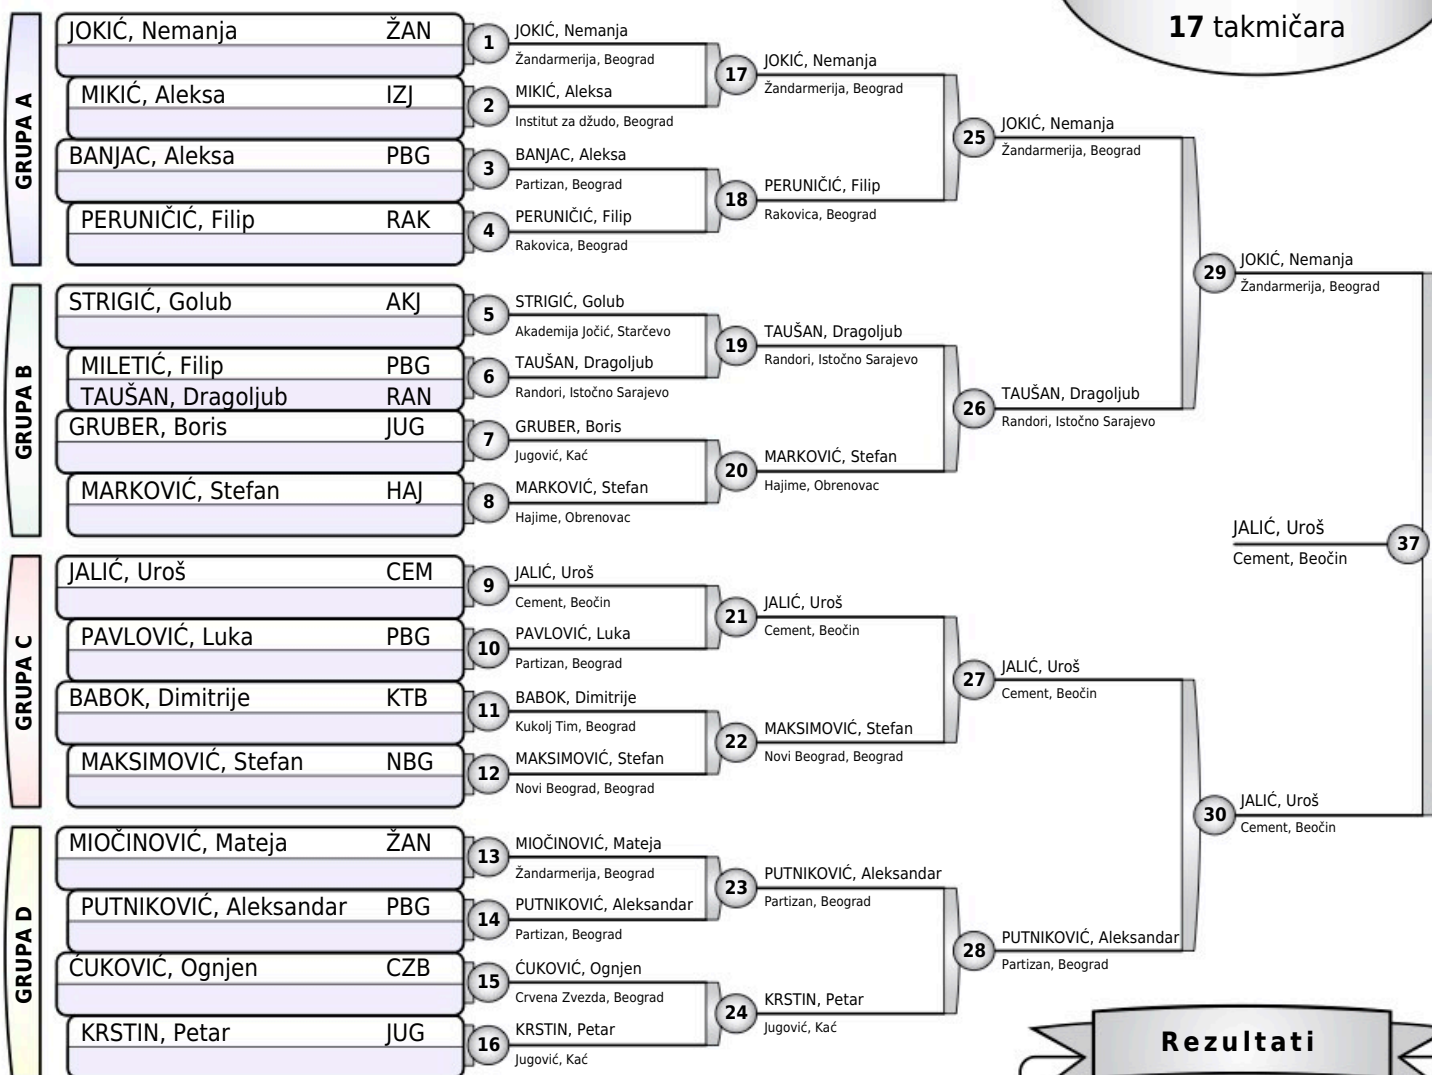 17 takmičara
GRUPA A
JOKIĆ, Nemanja ŽAN
MIKIĆ, Aleksa IZJ
BANJAC, Aleksa PBG
PERUNIČIĆ, Filip RAK
GRUPA B
STRIGIĆ, Golub AKJ
MILETIĆ, Filip PBG
TAUŠAN, Dragoljub RAN
GRUBER, Boris JUG
MARKOVIĆ, Stefan HAJ
GRUPA C
JALIĆ, Uroš CEM
PAVLOVIĆ, Luka PBG
BABOK, Dimitrije KTB
MAKSIMOVIĆ, Stefan NBG
GRUPA D
MIOČINOVIĆ, Mateja ŽAN
PUTNIKOVIĆ, Aleksandar PBG
ĆUKOVIĆ, Ognjen CZB
KRSTIN, Petar JUG
1 JOKIĆ, Nemanja
Žandarmerija, Beograd
2 MIKIĆ, Aleksa
Institut za džudo, Beograd
3 BANJAC, Aleksa
Partizan, Beograd
4 PERUNIČIĆ, Filip
Rakovica, Beograd
5 STRIGIĆ, Golub
Akademija Jočić, Starčevo
6 TAUŠAN, Dragoljub
Randori, Istočno Sarajevo
7 GRUBER, Boris
Jugović, Kać
8 MARKOVIĆ, Stefan
Hajime, Obrenovac
9 JALIĆ, Uroš
Cement, Beočin
10 PAVLOVIĆ, Luka
Partizan, Beograd
11 BABOK, Dimitrije
Kukolj Tim, Beograd
12 MAKSIMOVIĆ, Stefan
Novi Beograd, Beograd
13 MIOČINOVIĆ, Mateja
Žandarmerija, Beograd
14 PUTNIKOVIĆ, Aleksandar
Partizan, Beograd
15 ĆUKOVIĆ, Ognjen
Crvena Zvezda, Beograd
16 KRSTIN, Petar
Jugović, Kać
17 JOKIĆ, Nemanja
Žandarmerija, Beograd
18 PERUNIČIĆ, Filip
Rakovica, Beograd
19 TAUŠAN, Dragoljub
Randori, Istočno Sarajevo
20 MARKOVIĆ, Stefan
Hajime, Obrenovac
21 JALIĆ, Uroš
Cement, Beočin
22 MAKSIMOVIĆ, Stefan
Novi Beograd, Beograd
23 PUTNIKOVIĆ, Aleksandar
Partizan, Beograd
24 KRSTIN, Petar
Jugović, Kać
25 JOKIĆ, Nemanja
Žandarmerija, Beograd
26 TAUŠAN, Dragoljub
Randori, Istočno Sarajevo
27 JALIĆ, Uroš
Cement, Beočin
28 PUTNIKOVIĆ, Aleksandar
Partizan, Beograd
29 JOKIĆ, Nemanja
Žandarmerija, Beograd
30 JALIĆ, Uroš
Cement, Beočin
JALIĆ, Uroš 37
Cement, Beočin
Rezultati